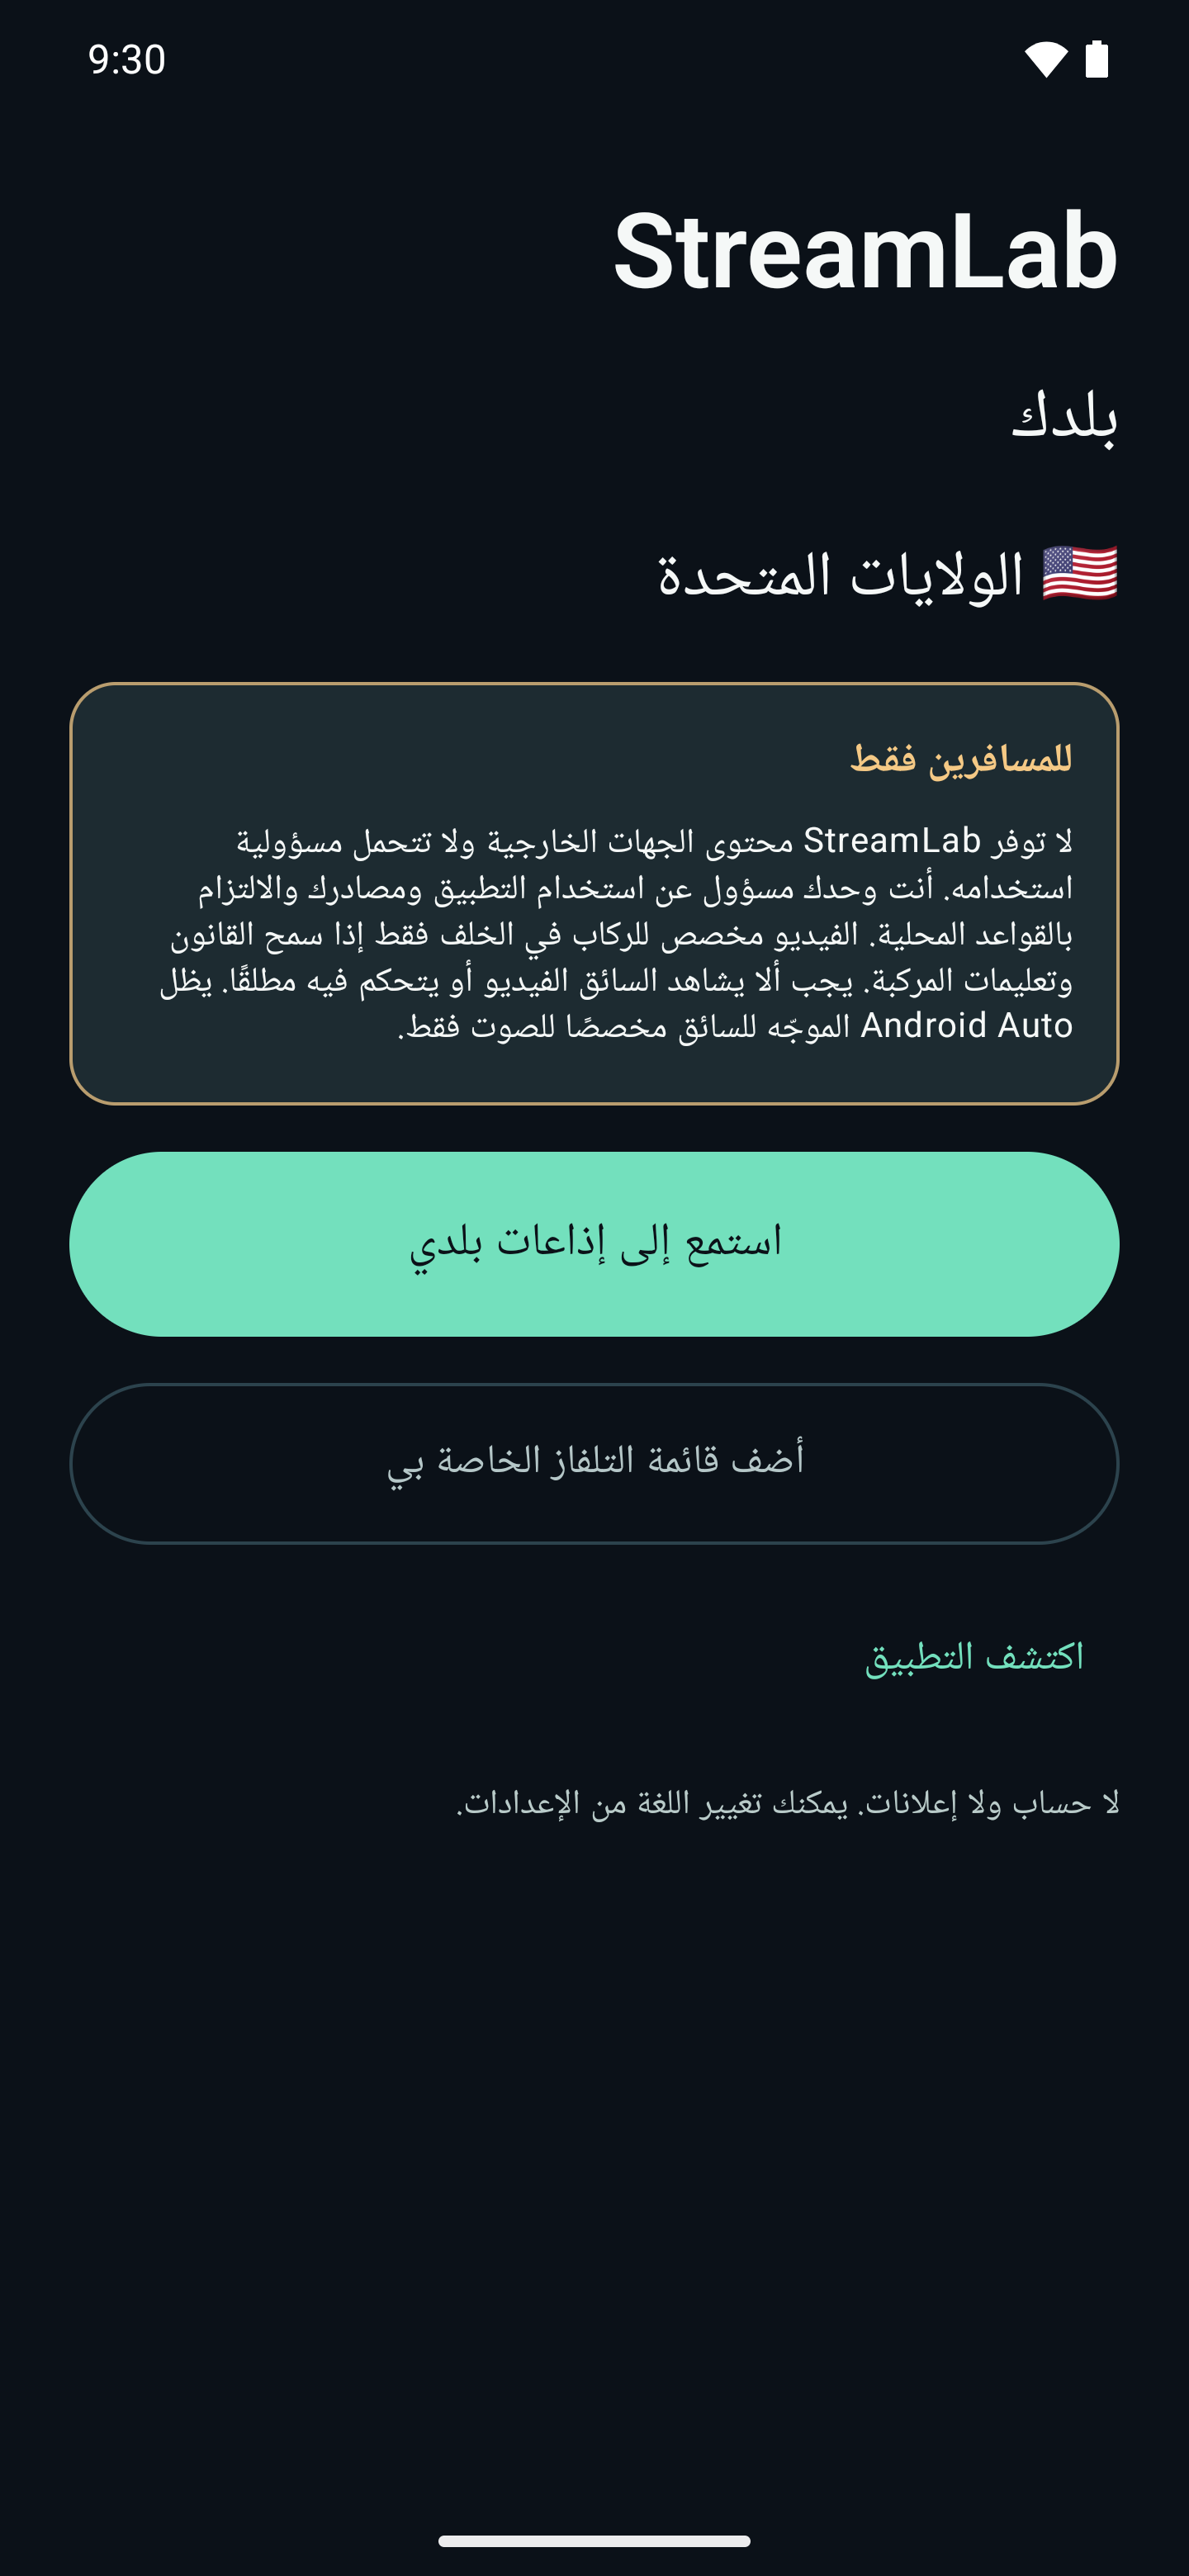 9:30
StreamLab
بلدك
الولايات المتحدة
للمسافرين فقط
لا توفر StreamLab محتوى الجهات الخارجية ولا تتحمل مسؤولية
استخدامه. أنت وحدك مسؤول عن استخدام التطبيق ومصادرك والالتزام
بالقواعد المحلية. الفيديو مخصص للركاب في الخلف فقط إذا سمح القانون
وتعليمات المركبة. يجب ألا يشاهد السائق الفيديو أو يتحكم فيه مطلقًا. يظل
Android Auto الموجّه للسائق مخصصًا للصوت فقط.
استمع إلى إذاعات بلدي
أضف قائمة التلفاز الخاصة بي
اكتشف التطبيق
لا حساب ولا إعلانات. يمكنك تغيير اللغة من الإعدادات.